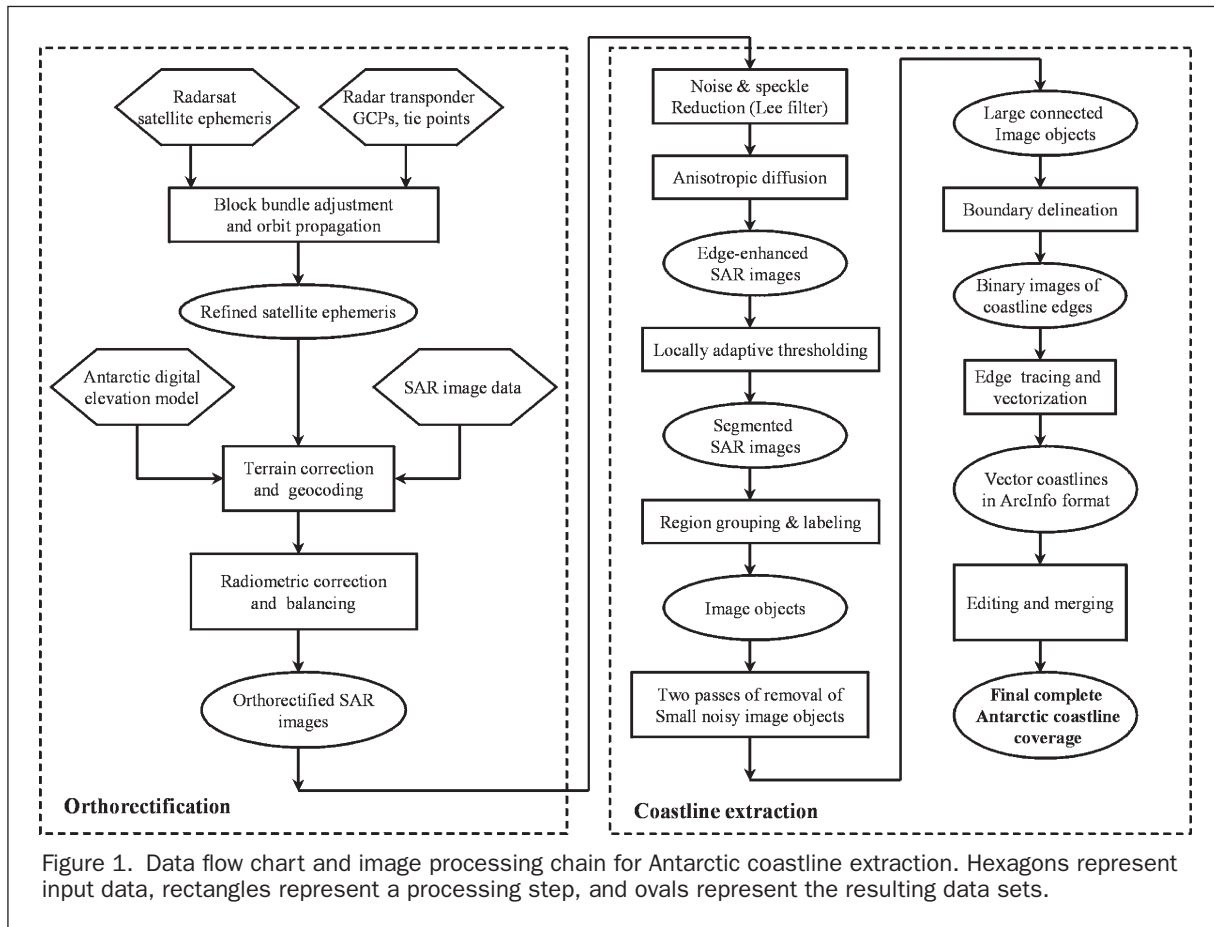 Radarsat
satellite ephemeris
Radar transponder
GCPs, tie points
Block bundle adjustment
and orbit propagation
Refined satellite ephemeris
Antarctic digital
elevation model
SAR image data
Terrain correction
and geocoding
Radiometric correction
and balancing
Orthorectified SAR
images
Orthorectification
Noise & speckle
Reduction (Lee filter)
Anisotropic diffusion
Edge-enhanced
SAR images
Locally adaptive thresholding
Segmented
SAR images
Region grouping & labeling
Image objects
Two passes of removal of
Small noisy image objects
Large connected
Image objects
Boundary delineation
Binary images of
coastline edges
Edge tracing and
vectorization
Vector coastlines
in ArcInfo format
Editing and merging
Final complete
Antarctic coastline
coverage
Coastline extraction
Figure 1. Data flow chart and image processing chain for Antarctic coastline extraction. Hexagons represent
input data, rectangles represent a processing step, and ovals represent the resulting data sets.